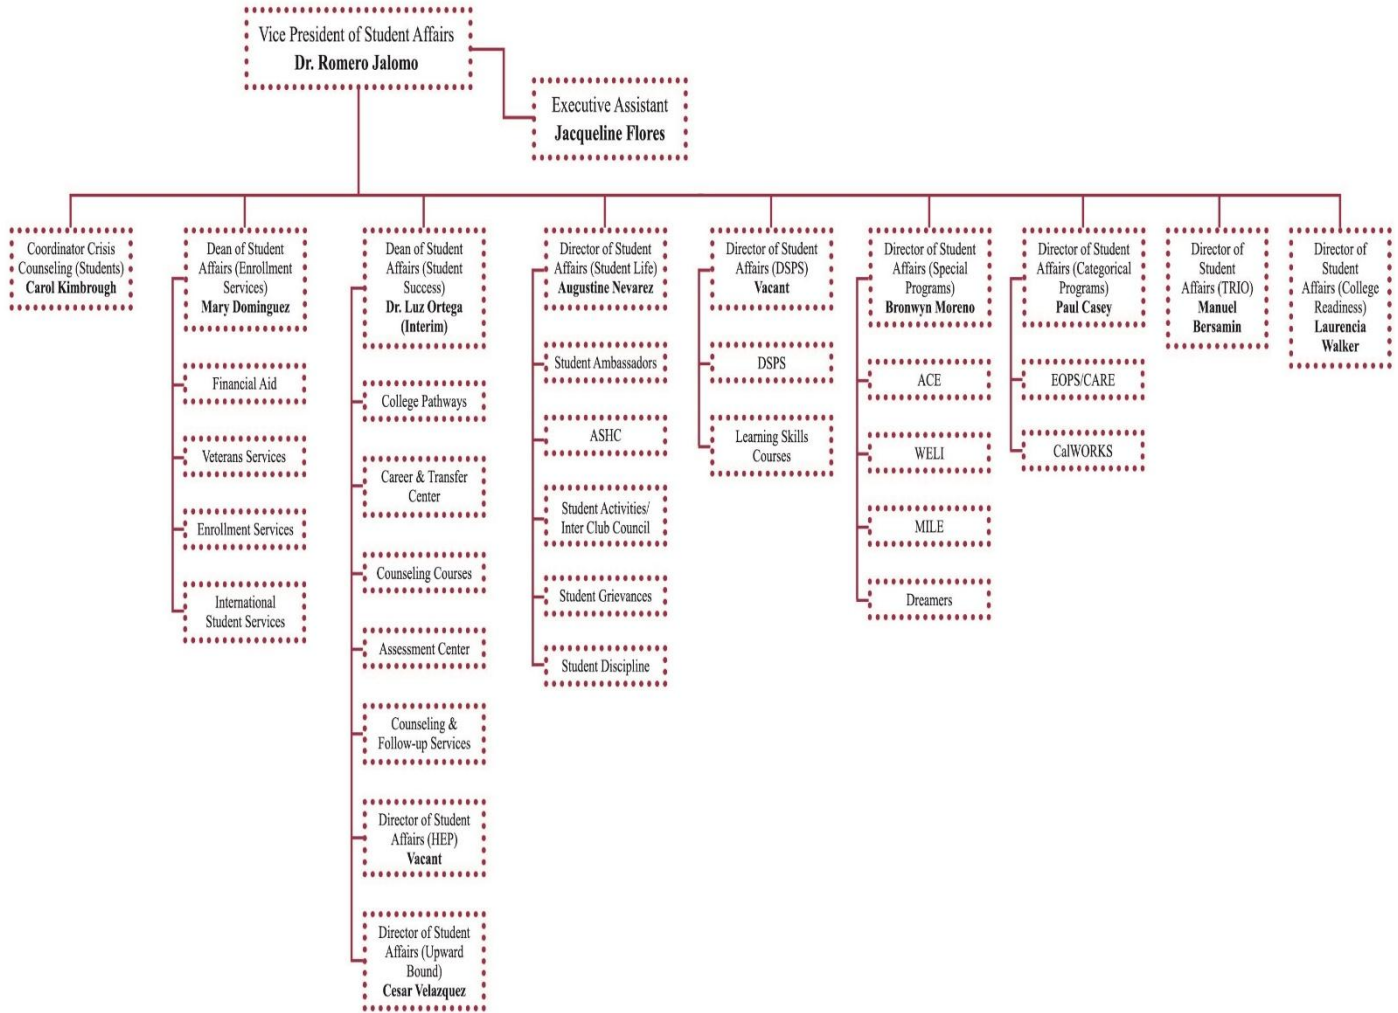 Vice President of Student Affairs
Dr. Romero Jalomo
Executive Assistant
Jacqueline Flores
Coordinator Crisis
Counseling (Students)
Carol Kimbrough
Dean of Student
Affairs (Enrollment
Services)
Mary Dominguez
Financial Aid
Veterans Services
Enrollment Services
International
Student Services
Dean of Student
Affairs (Student
Success)
Dr. Luz Ortega
(Interim)
College Pathways
Career & Transfer
Center
Counseling Courses
Assessment Center
Counseling &
Follow-up Services
Director of Student
Affairs (HEP)
Vacant
Director of Student
Affairs (Upward
Bound)
Cesar Velazquez
Director of Student
Affairs (Student Life)
Augustine Nevarez
Student Ambassadors
ASHC
Student Activities/
Inter Club Council
Student Grievances
Student Discipline
Director of Student
Affairs (DSPS)
Vacant
DSPS
Learning Skills
Courses
Director of Student
Affairs (Special
Programs)
Bronwyn Moreno
ACE
WELI
MILE
Dreamers
Director of Student
Affairs (Categorical
Programs)
Paul Casey
EOPS/CARE
CalWORKS
Director of
Student
Affairs (TRIO)
Manuel
Bersamin
Director of
Student
Affairs (College
Readiness)
Laurencia
Walker